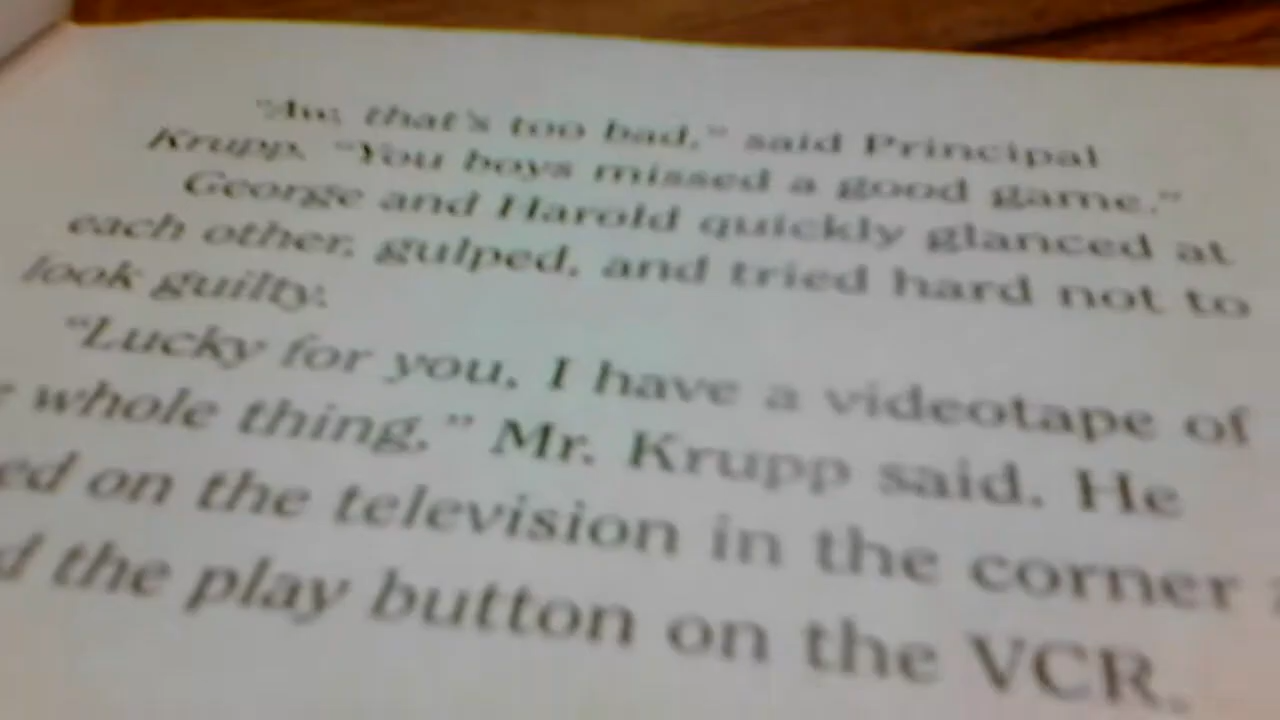 "Aw, that's too bad," said Principal
Krupp. "You boys missed a good game."
George and Harold quickly glanced at
each other, gulped, and tried hard not to
look guilty.
"Lucky for you, I have a videotape of
whole thing," Mr. Krupp said. He
ed on the television in the corner
d the play button on the VCR.